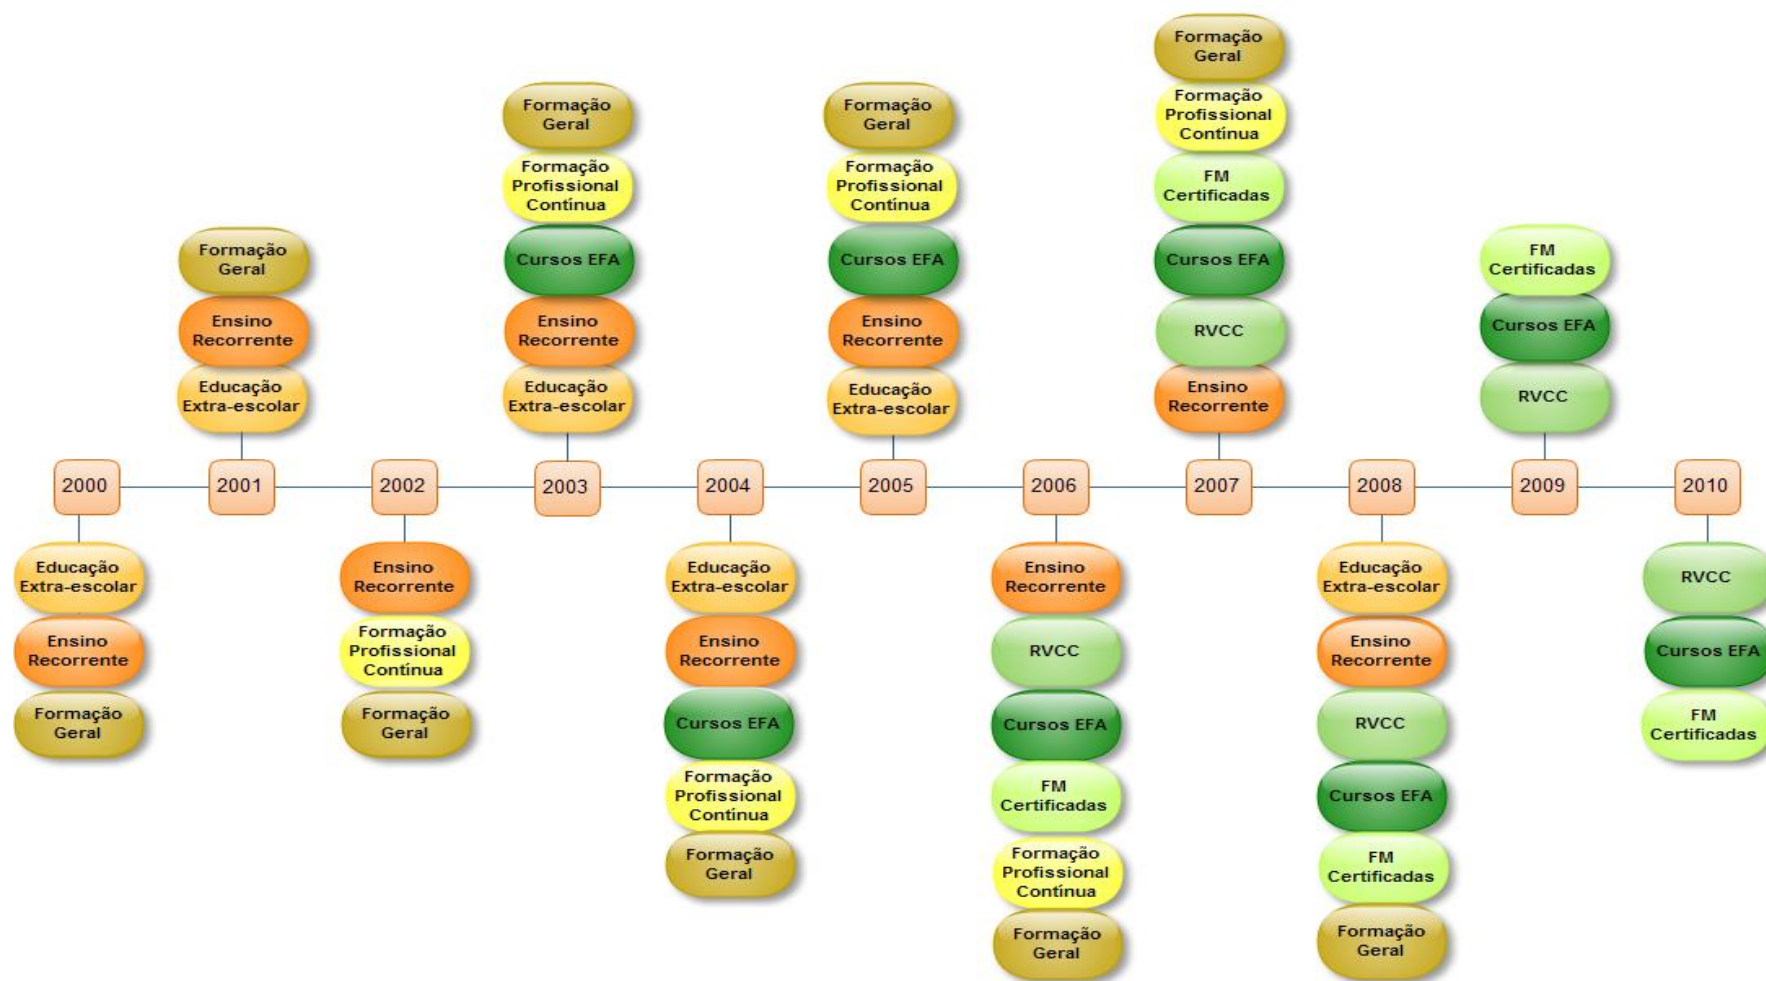 Formação
Geral
Ensino
Recorrente
Educação
Extra-escolar
Formação
Geral
Formação
Profissional
Contínua
Cursos EFA
Ensino
Recorrente
Educação
Extra-escolar
Formação
Geral
Formação
Profissional
Contínua
Cursos EFA
Ensino
Recorrente
Educação
Extra-escolar
Formação
Geral
Formação
Profissional
Contínua
FM
Certificadas
Cursos EFA
RVCC
Ensino
Recorrente
FM
Certificadas
Cursos EFA
RVCC
2000
2001
2002
2003
2004
2005
2006
2007
2008
2009
2010
Educação
Extra-escolar
Ensino
Recorrente
Formação
Geral
Ensino
Recorrente
Formação
Profissional
Contínua
Formação
Geral
Educação
Extra-escolar
Ensino
Recorrente
Cursos EFA
Formação
Profissional
Contínua
Formação
Geral
Ensino
Recorrente
RVCC
Cursos EFA
FM
Certificadas
Formação
Profissional
Contínua
Formação
Geral
Educação
Extra-escolar
Ensino
Recorrente
RVCC
Cursos EFA
FM
Certificadas
Formação
Geral
RVCC
Cursos EFA
FM
Certificadas